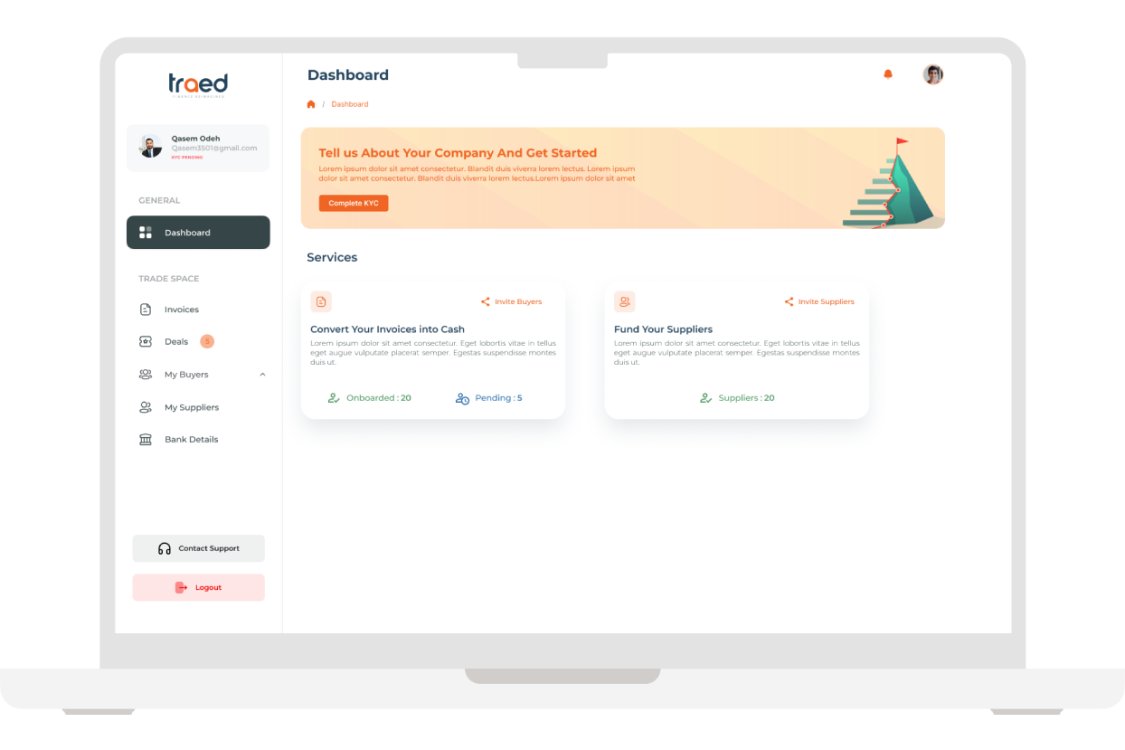 traed
FINANCE REIMAGINED
Qasem Odeh
Qasem3501@gmail.com
KYC PENDING
GENERAL
Dashboard
TRADE SPACE
Invoices
Deals 5
My Buyers
My Suppliers
Bank Details
Contact Support
Logout
Dashboard
/ Dashboard
Tell us About Your Company And Get Started
Lorem ipsum dolor sit amet consectetur. Blandit duis viverra lorem lectus. Lorem ipsum
dolor sit amet consectetur. Blandit duis viverra lorem lectus.Lorem ipsum dolor sit amet
Complete KYC
Services
Invite Buyers
Convert Your Invoices into Cash
Lorem ipsum dolor sit amet consectetur. Eget lobortis vitae in tellus
eget augue vulputate placerat semper. Egestas suspendisse montes
duis ut.
Onboarded : 20
Pending : 5
Invite Suppliers
Fund Your Suppliers
Lorem ipsum dolor sit amet consectetur. Eget lobortis vitae in tellus
eget augue vulputate placerat semper. Egestas suspendisse montes
duis ut.
Suppliers : 20